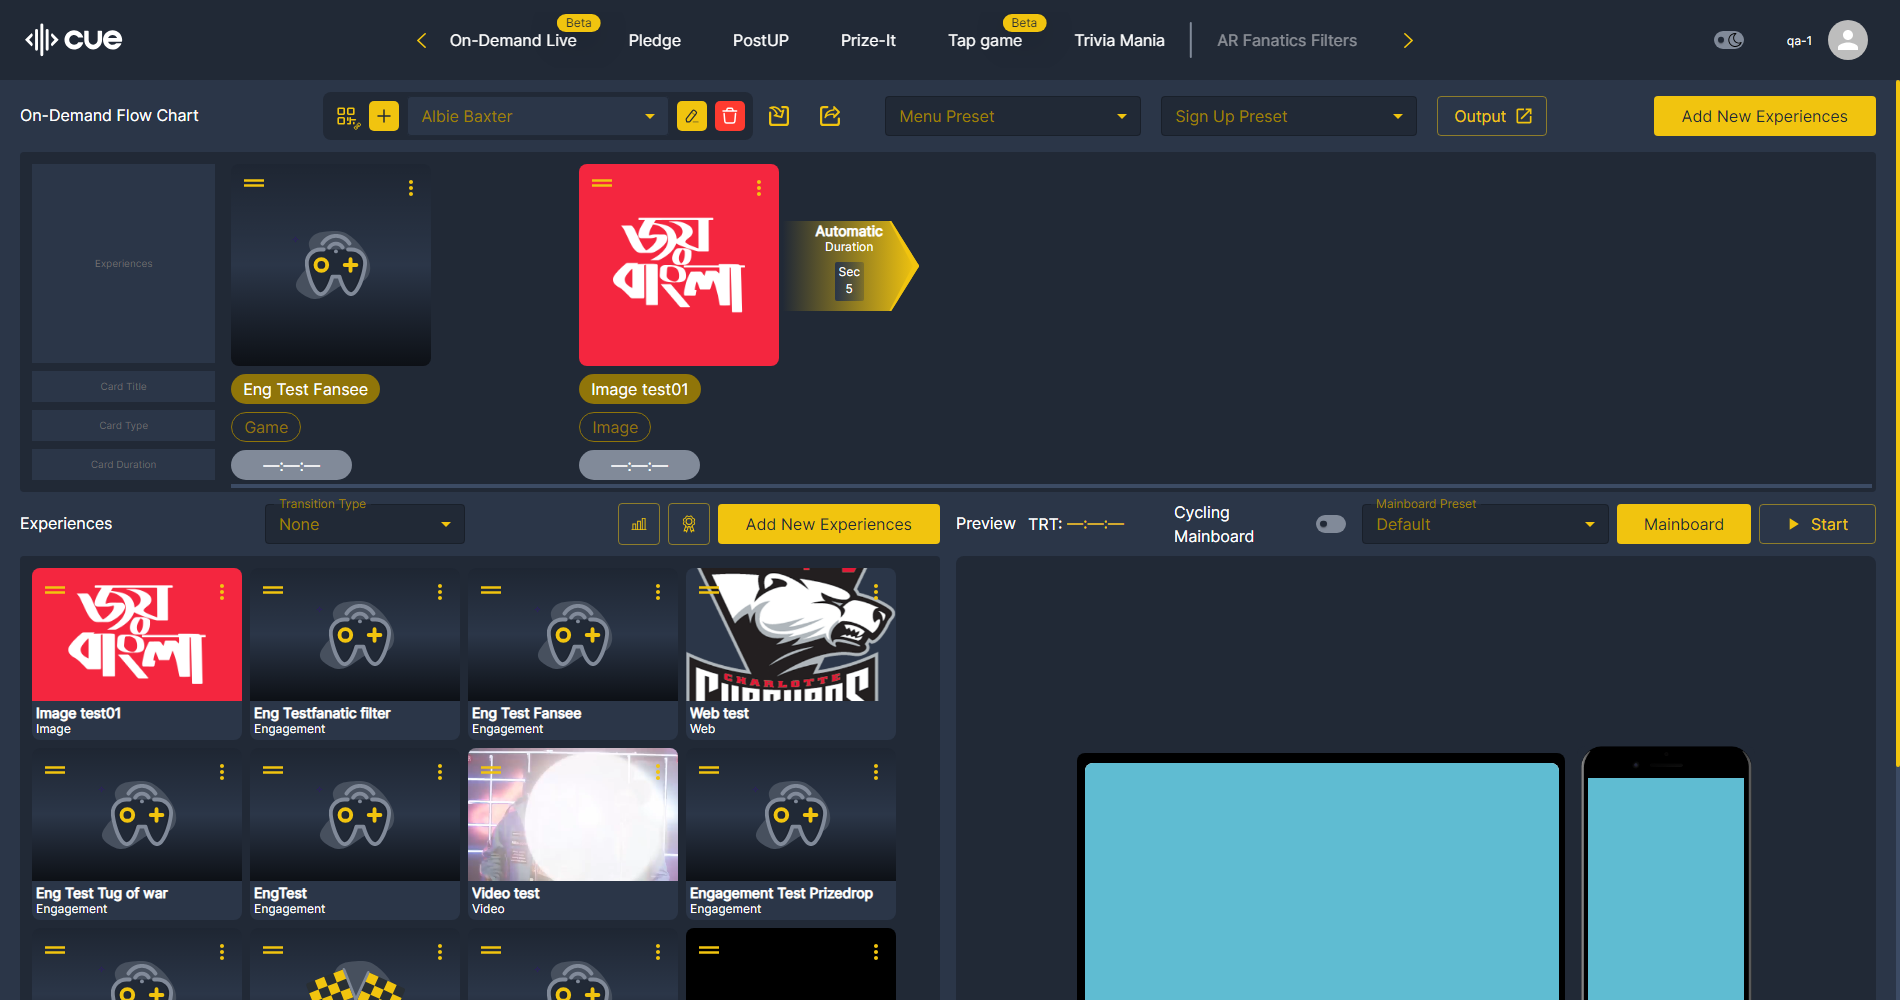 cue
Beta
Beta
On-Demand Live
Pledge
PostUP
Prize-It
Tap game
Trivia Mania
AR Fanatics Filters
qa-1
On-Demand Flow Chart
Albie Baxter
Menu Preset
Sign Up Preset
Output
Add New Experiences
Experiences
জয়
বাংলা
Automatic
Duration
Sec
5
Card Title
Eng Test Fansee
Image test01
Card Type
Game
Image
Card Duration
—:—:—
—:—:—
Experiences
Transition Type
None
Add New Experiences
Preview
TRT: —:—:—
Cycling
Mainboard
Mainboard Preset
Default
Mainboard
Start
জয়
বাংলা
CHARLOTTE
Image test01
Image
Eng Testfanatic filter
Engagement
Eng Test Fansee
Engagement
Web test
Web
Eng Test Tug of war
Engagement
EngTest
Engagement
Video test
Video
Engagement Test Prizedrop
Engagement